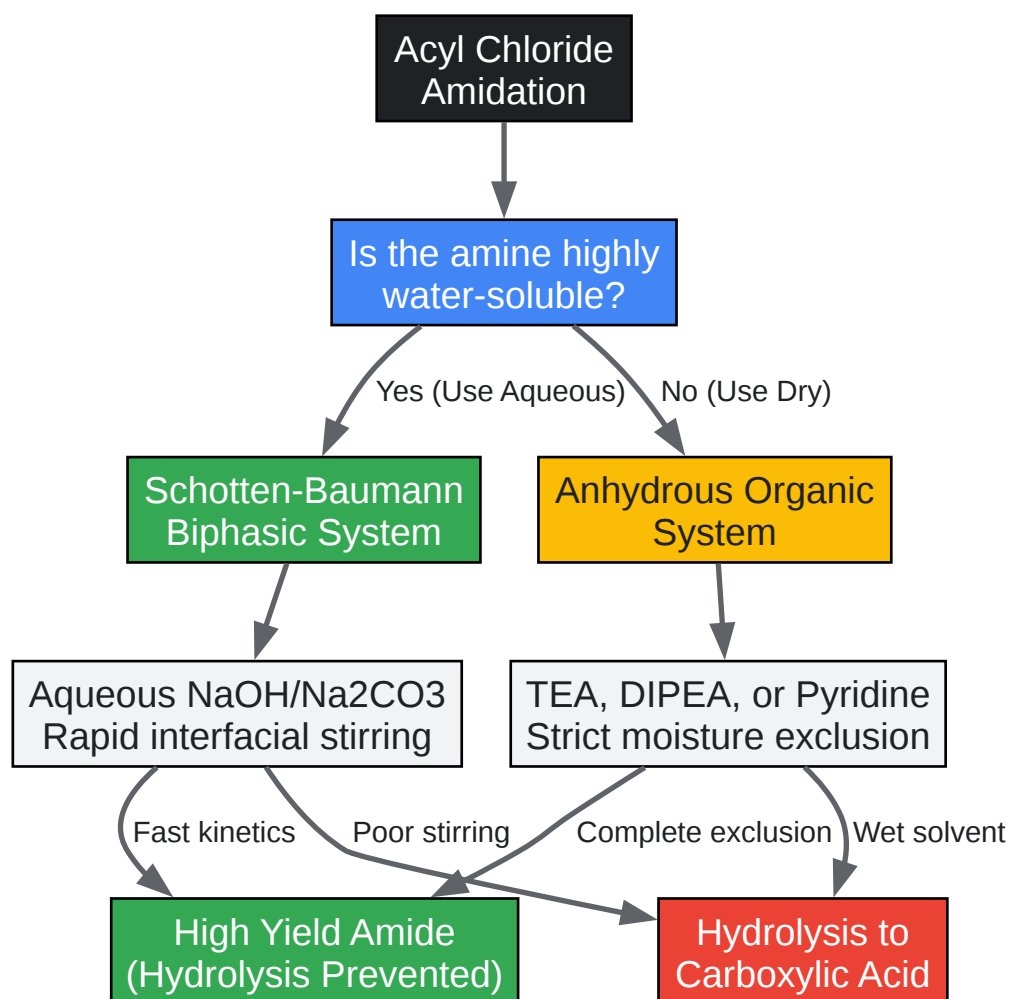 Acyl Chloride
Amidation
Is the amine highly
water-soluble?
Yes (Use Aqueous)
No (Use Dry)
Schotten-Baumann
Biphasic System
Anhydrous Organic
System
Aqueous NaOH/Na2CO3
Rapid interfacial stirring
TEA, DIPEA, or Pyridine
Strict moisture exclusion
Fast kinetics
Poor stirring
Complete exclusion
Wet solvent
High Yield Amide
(Hydrolysis Prevented)
Hydrolysis to
Carboxylic Acid